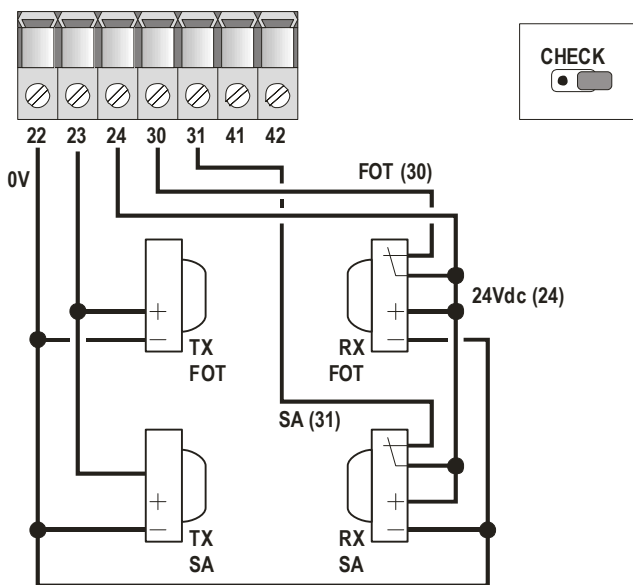 CHECK
22 23 24 30 31 41 42
0V
FOT (30)
24Vdc (24)
+
+
–
–
TX
FOT
RX
FOT
SA (31)
+
+
–
–
TX
SA
RX
SA